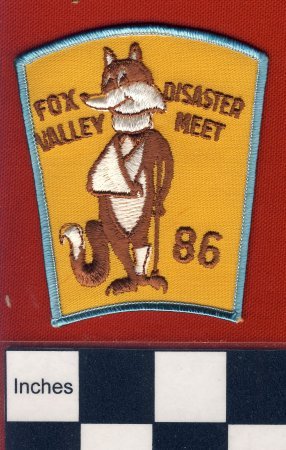 FOX DISASTER
VALLEY MEET
86
Inches